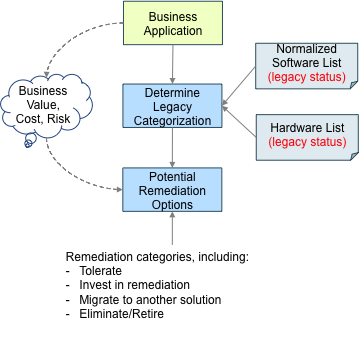 Business
Application
Normalized
Software List
(legacy status)
Business
Value,
Cost, Risk
Determine
Legacy
Categorization
Hardware List
(legacy status)
Potential
Remediation
Options
Remediation categories, including:
- Tolerate
- Invest in remediation
- Migrate to another solution
- Eliminate/Retire